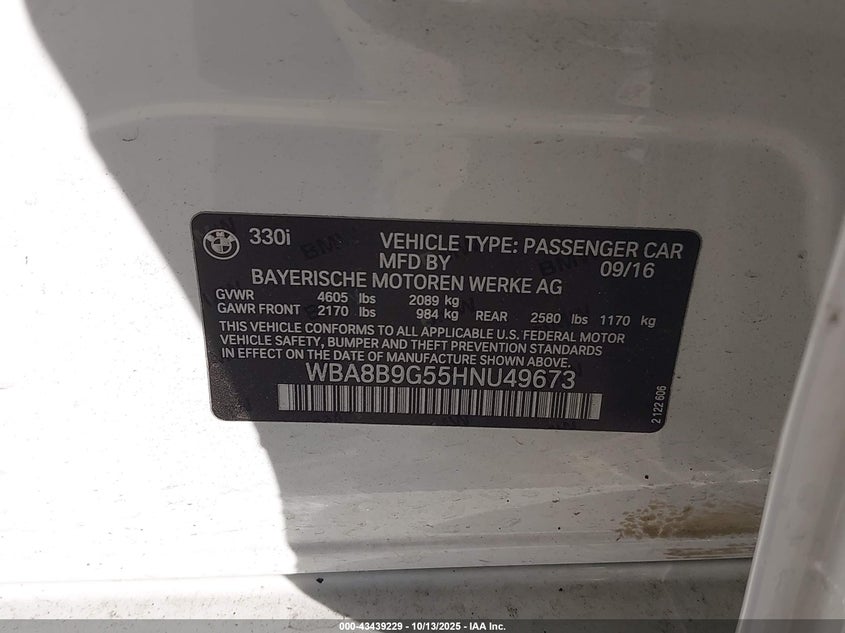 330i VEHICLE TYPE: PASSENGER CAR
MFD BY 09/16
BAYERISCHE MOTOREN WERKE AG
GVWR 4605 lbs 2089 kg
GAWR FRONT 2170 lbs 984 kg REAR 2580 lbs 1170 kg
THIS VEHICLE CONFORMS TO ALL APPLICABLE U.S. FEDERAL MOTOR
VEHICLE SAFETY, BUMPER AND THEFT PREVENTION STANDARDS
IN EFFECT ON THE DATE OF MANUFACTURE SHOWN ABOVE.
WBA8B9G55HNU49673
2 122 606
000-43439229 - 10/13/2025 - IAA Inc.